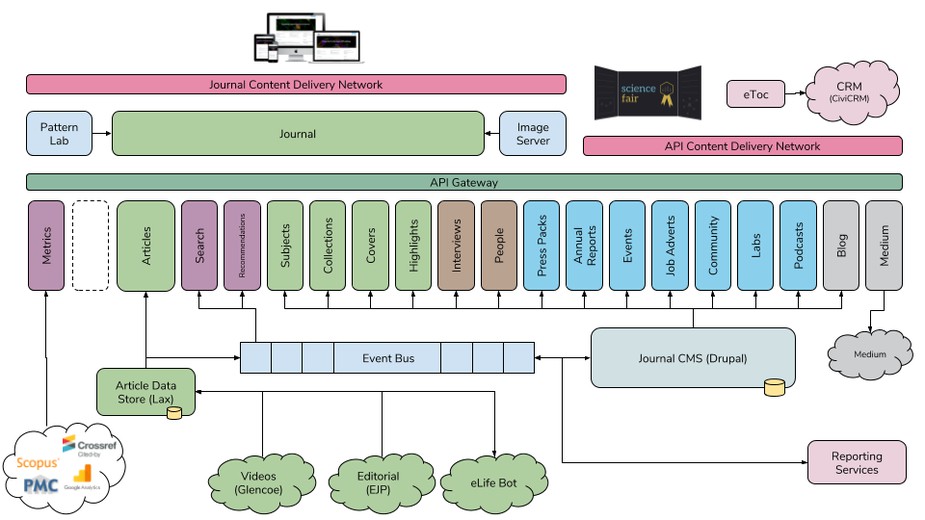 Journal Content Delivery Network
science
fair
eToc
CRM
(CiviCRM)
Pattern
Lab
Journal
Image
Server
API Content Delivery Network
API Gateway
Metrics
Articles
Search
Recommendations
Subjects
Collections
Covers
Highlights
Interviews
People
Press Packs
Annual
Reports
Events
Job Adverts
Community
Labs
Podcasts
Blog
Medium
Event Bus
Journal CMS (Drupal)
Medium
Article Data
Store (Lax)
Crossref
Cited-by
Scopus
PMC
Google Analytics
Videos
(Glencoe)
Editorial
(EJP)
eLife Bot
Reporting
Services